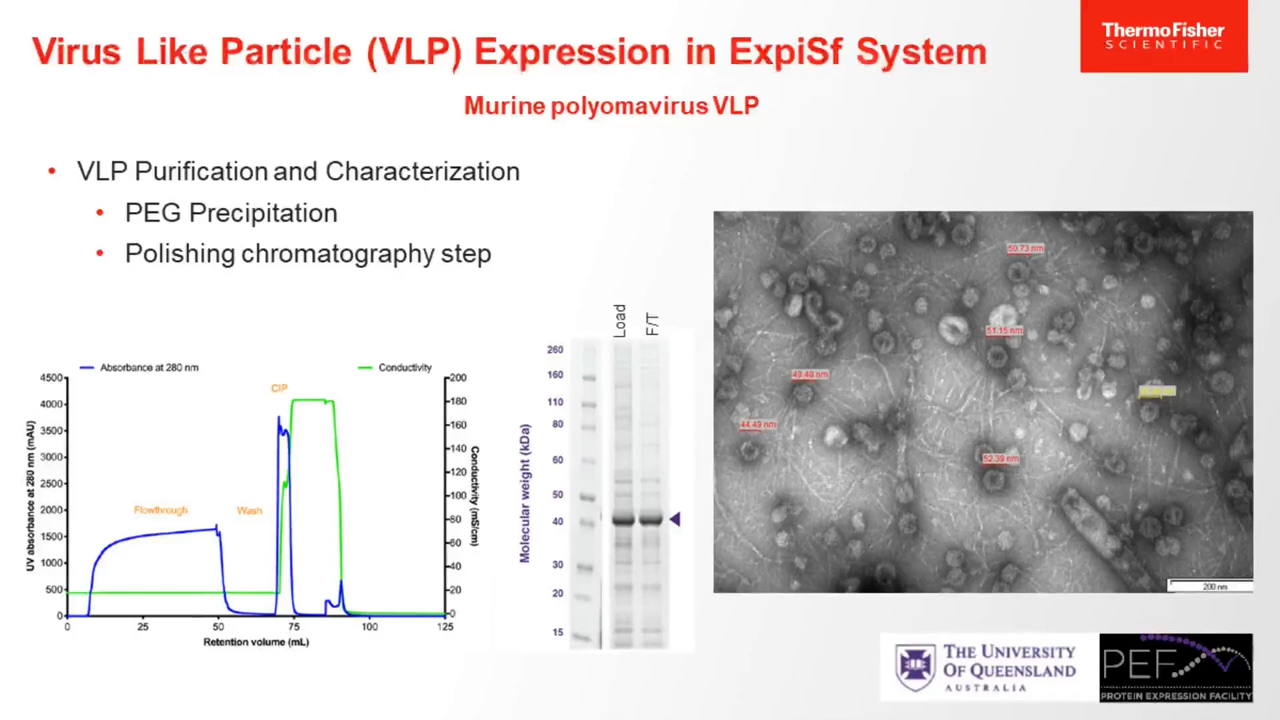 Virus Like Particle (VLP) Expression in ExpiSf System
ThermoFisher
SCIENTIFIC
Murine polyomavirus VLP
• VLP Purification and Characterization
• PEG Precipitation
• Polishing chromatography step
Absorbance at 280 nm
Conductivity
UV absorbance at 280 nm (mAU)
4500
4000
3500
3000
2500
2000
1500
1000
500
0
Flowthrough
Wash
CIP
200
180
160
140
120
100
80
60
40
20
0
Conductivity (mS/cm)
0 25 50 75 100 125
Retention volume (mL)
Load
F/T
Molecular weight (kDa)
260
160
110
80
60
50
40
30
20
15
50.73 nm
51.15 nm
49.48 nm
44.49 nm
52.39 nm
200 nm
THE UNIVERSITY
OF QUEENSLAND
AUSTRALIA
PEF
PROTEIN EXPRESSION FACILITY